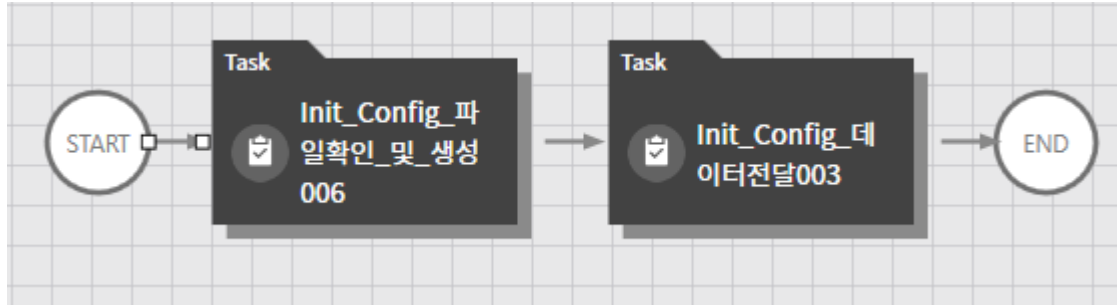 START
Task
Init_Config_파
일확인_및_생성
006
Task
Init_Config_데
이터전달003
END